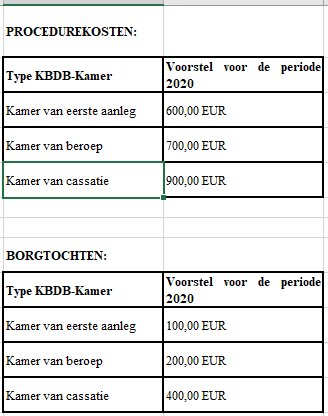 PROCEDUREKOSTEN:
Type KBDB-Kamer
Voorstel voor de periode
2020
Kamer van eerste aanleg 600,00 EUR
Kamer van beroep 700,00 EUR
Kamer van cassatie 900,00 EUR
BORGTOCHTEN:
Type KBDB-Kamer
Voorstel voor de periode
2020
Kamer van eerste aanleg 100,00 EUR
Kamer van beroep 200,00 EUR
Kamer van cassatie 400,00 EUR